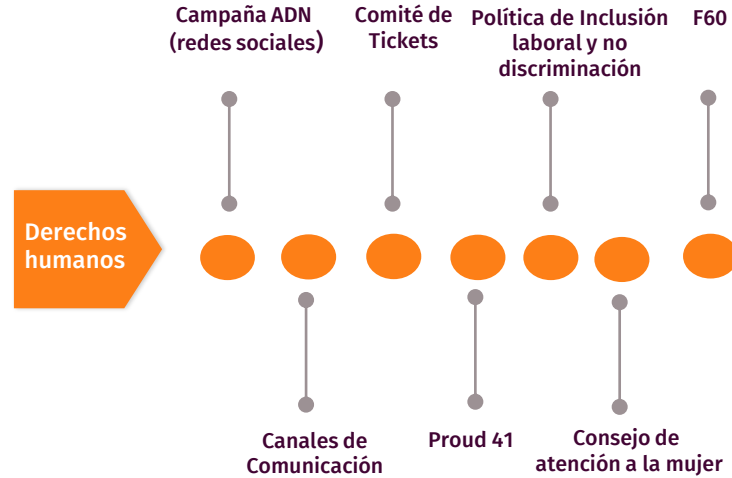 Campaña ADN
(redes sociales)
Comité de
Tickets
Política de Inclusión
laboral y no
discriminación
F60
Derechos
humanos
Canales de
Comunicación
Proud 41
Consejo de
atención a la mujer